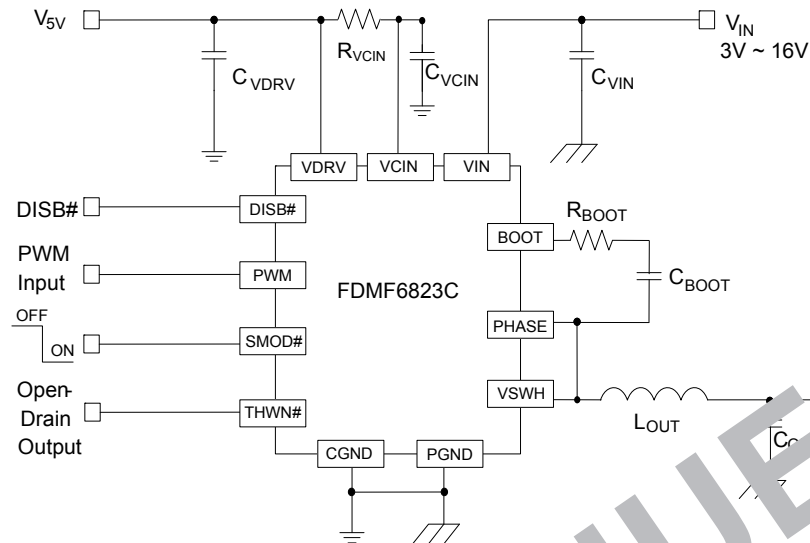 V5V
RVCIN
VIN
3V ~ 16V
CVDRV
CVCIN
CVIN
VDRV
VCIN
VIN
DISB#
DISB#
RBOOT
BOOT
PWM
Input
PWM
CBOOT
FDMF6823C
OFF
ON
SMOD#
PHASE
Open-
Drain
Output
THWN#
VSWH
LOUT
CGND
PGND